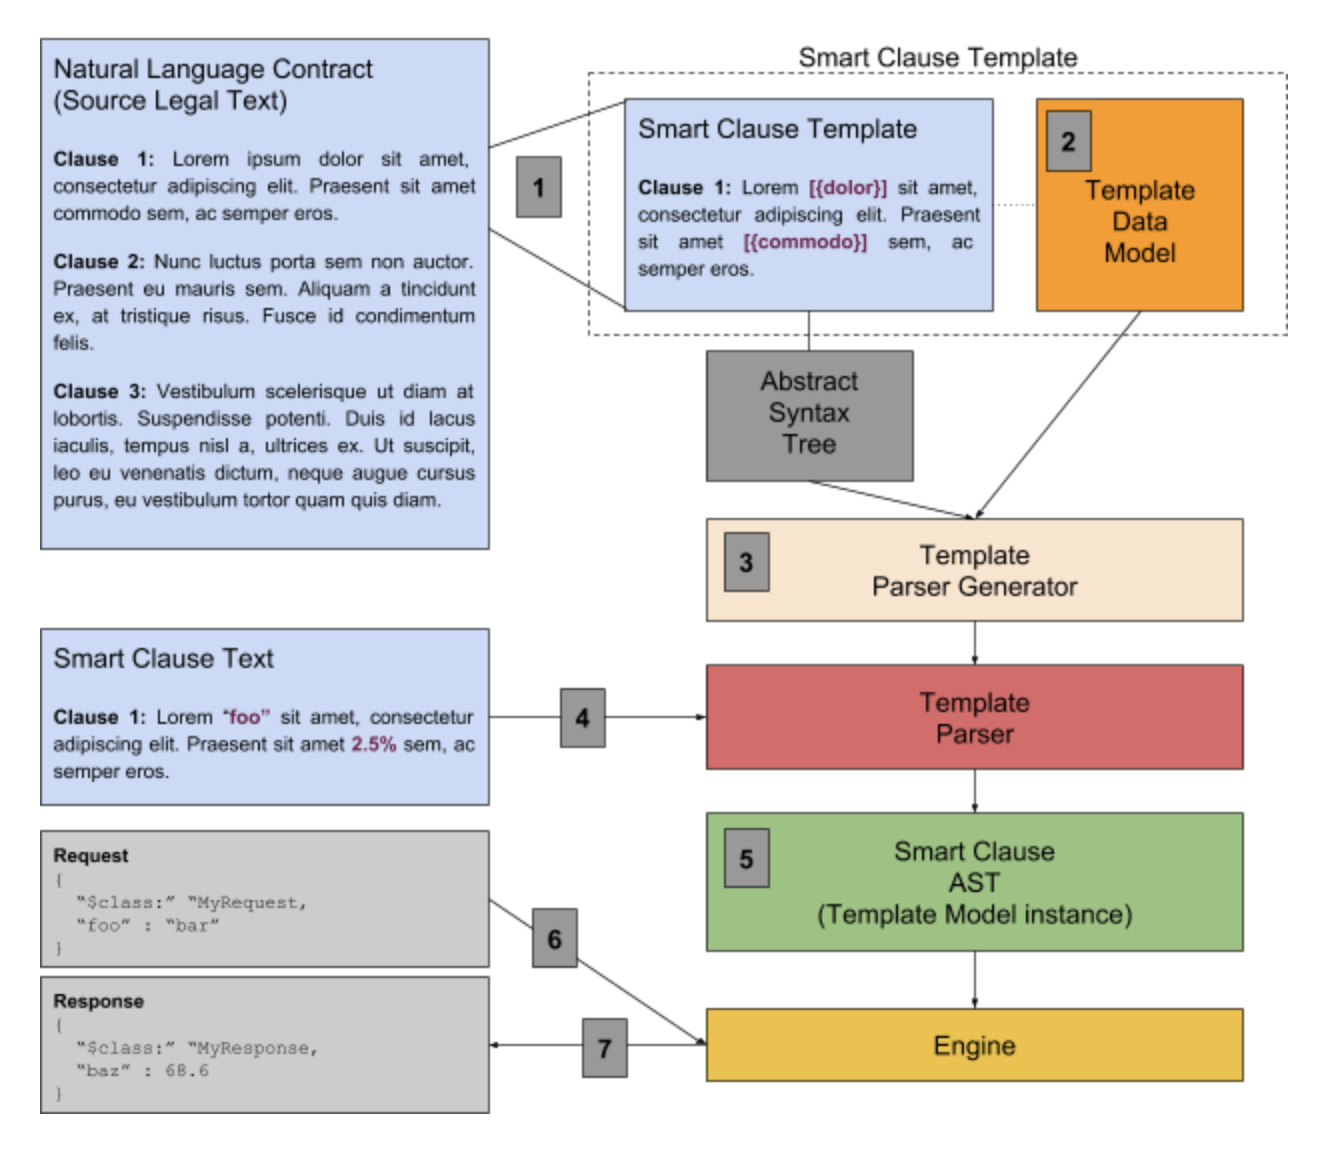 Natural Language Contract
(Source Legal Text)
Clause 1: Lorem ipsum dolor sit amet,
consectetur adipiscing elit. Praesent sit amet
commodo sem, ac semper eros.
Clause 2: Nunc luctus porta sem non auctor.
Praesent eu mauris sem. Aliquam a tincidunt
ex, at tristique risus. Fusce id condimentum
felis.
Clause 3: Vestibulum scelerisque ut diam at
lobortis. Suspendisse potenti. Duis id lacus
iaculis, tempus nisl a, ultrices ex. Ut suscipit,
leo eu venenatis dictum, neque augue cursus
purus, eu vestibulum tortor quam quis diam.
1
Smart Clause Template
Smart Clause Template
Clause 1: Lorem [{dolor}] sit amet,
consectetur adipiscing elit. Praesent
sit amet [{commodo}] sem, ac
semper eros.
2
Template
Data
Model
Abstract
Syntax
Tree
3
Template
Parser Generator
Smart Clause Text
Clause 1: Lorem “foo” sit amet, consectetur
adipiscing elit. Praesent sit amet 2.5% sem, ac
semper eros.
4
Template
Parser
5
Smart Clause
AST
(Template Model instance)
Request
{
“$class:” “MyRequest,
“foo” : “bar”
}
6
Response
{
“$class:” “MyResponse,
“baz” : 68.6
}
7
Engine